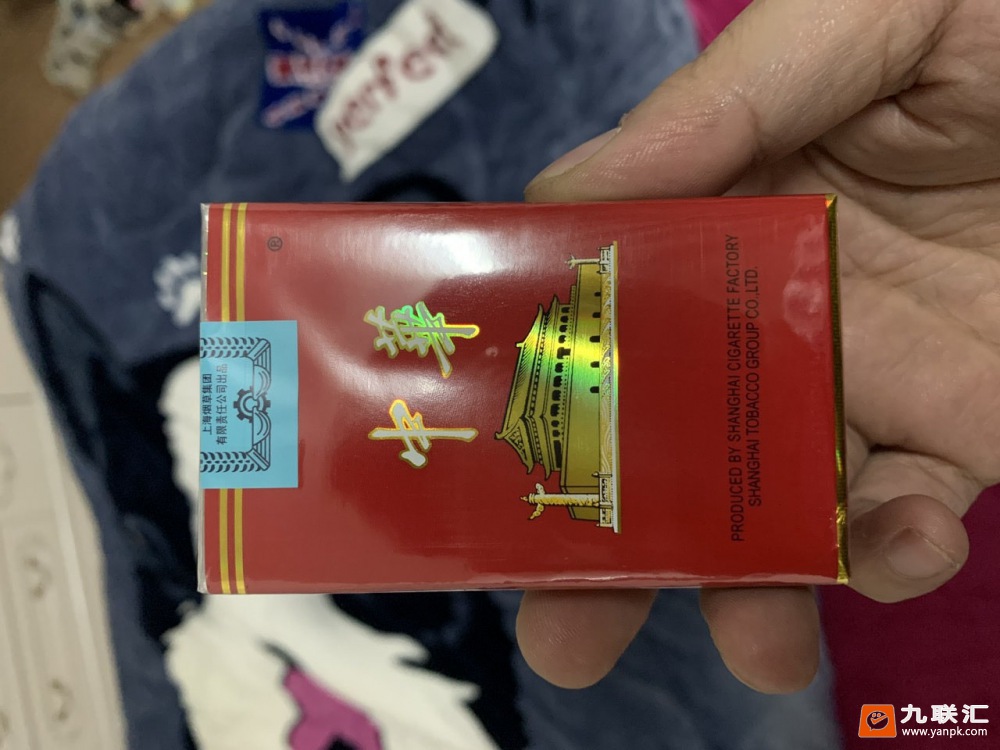 上海烟草集团
有限责任公司出品
®
中華
PRODUCED BY SHANGHAI CIGARETTE FACTORY
SHANGHAI TOBACCO GROUP CO.,LTD.
perfect
九联汇
www.yanpk.com